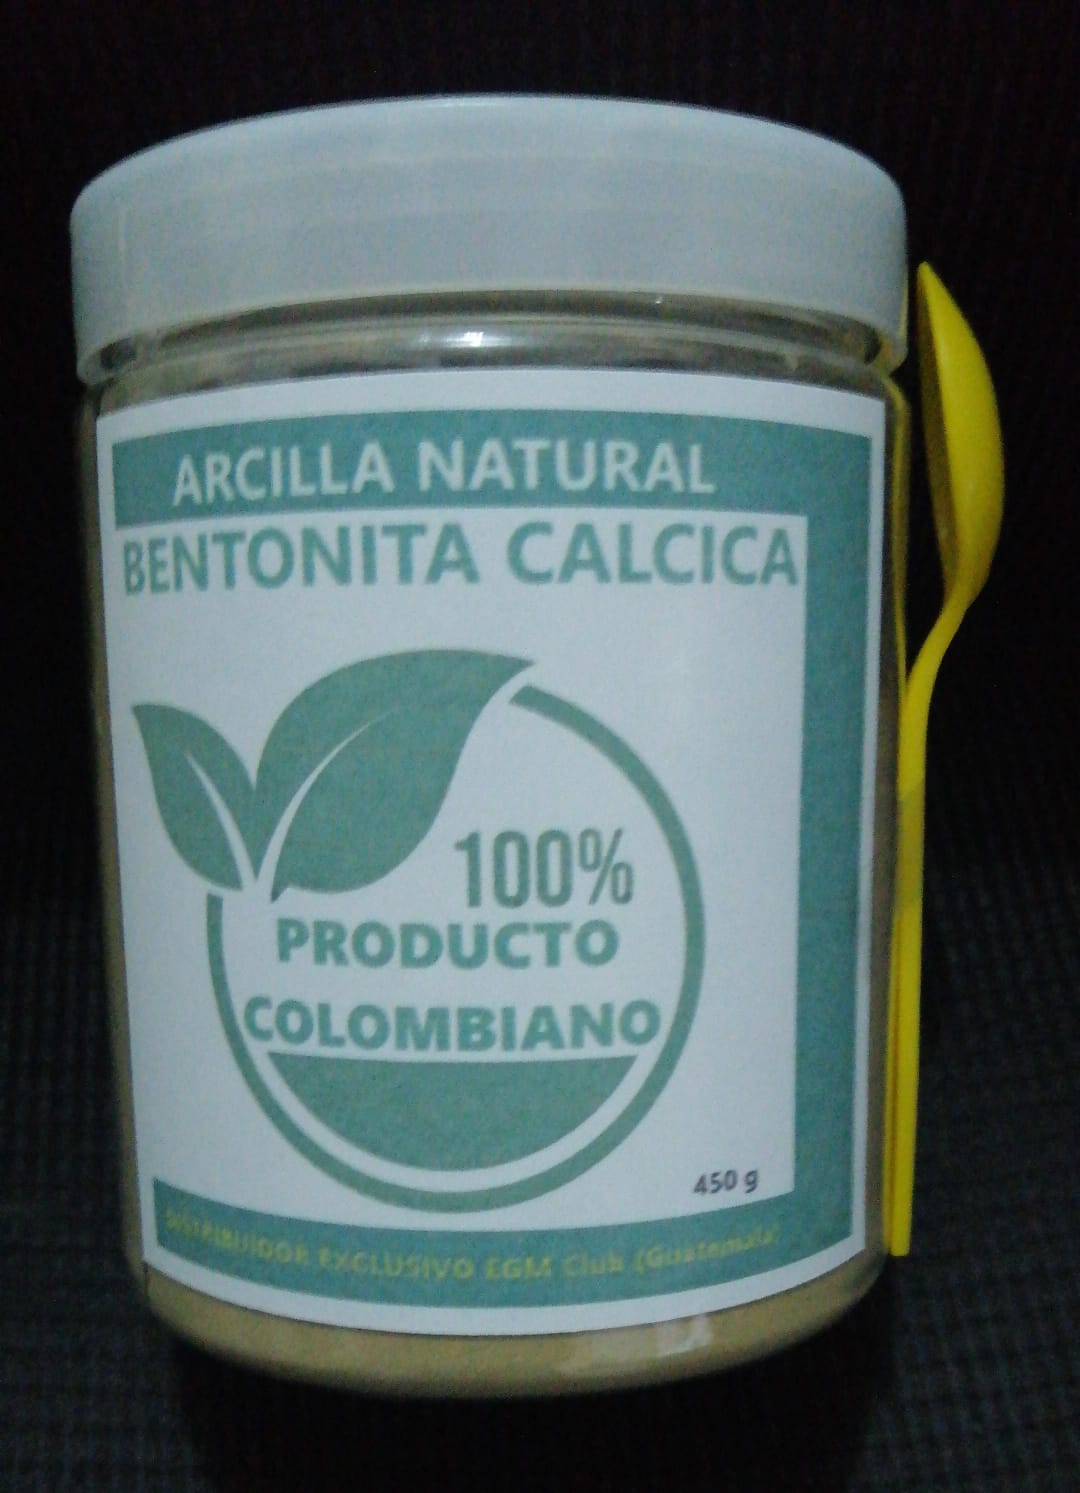 ARCILLA NATURAL
BENTONITA CALCICA
100%
PRODUCTO
COLOMBIANO
450 g
DISTRIBUIDOR EXCLUSIVO EGM Club (Guatemala)